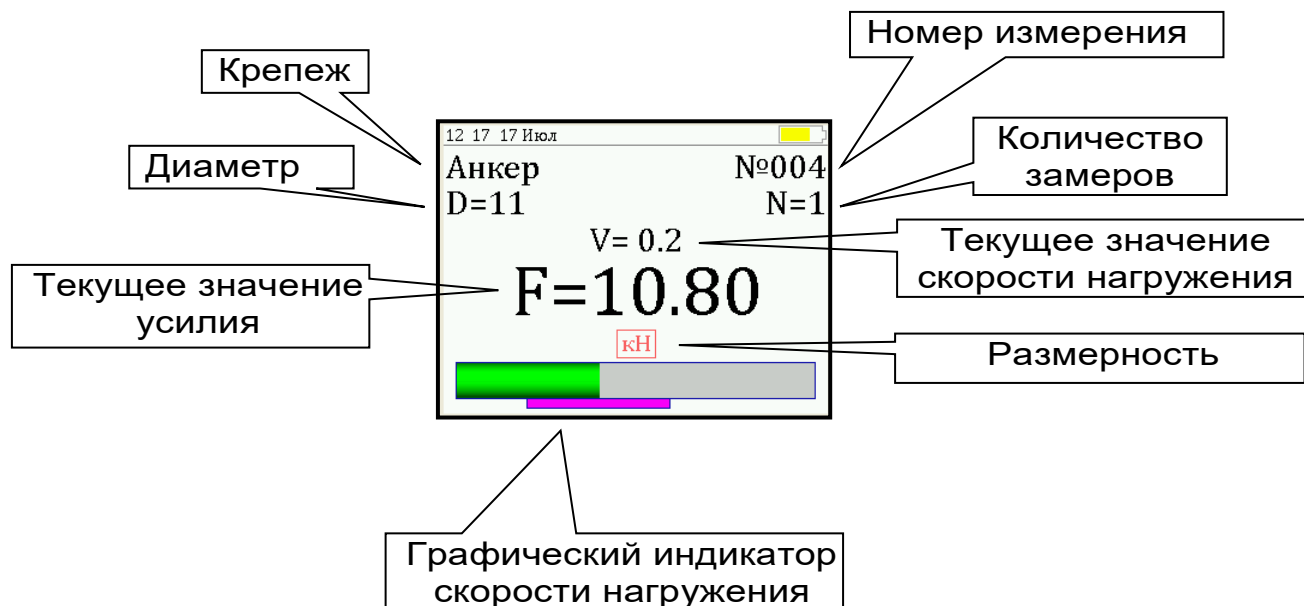 Номер измерения
Крепеж
12 17 17 Июл
Количество
замеров
Диаметр
Анкер
№004
D=11
N=1
V= 0.2
Текущее значение
скорости нагружения
Текущее значение
усилия
F=10.80
кН
Размерность
Графический индикатор
скорости нагружения